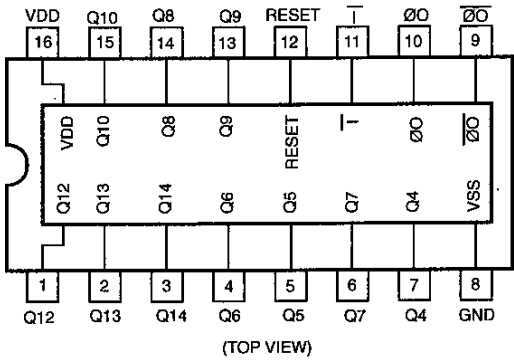 VDD Q10 Q8 Q9 RESET I̅ ØO Ø̅O̅
16 15 14 13 12 11 10 9
VDD Q10 Q8 Q9 RESET I̅ ØO Ø̅O̅
Q12 Q13 Q14 Q6 Q5 Q7 Q4 VSS
1 2 3 4 5 6 7 8
Q12 Q13 Q14 Q6 Q5 Q7 Q4 GND
(TOP VIEW)